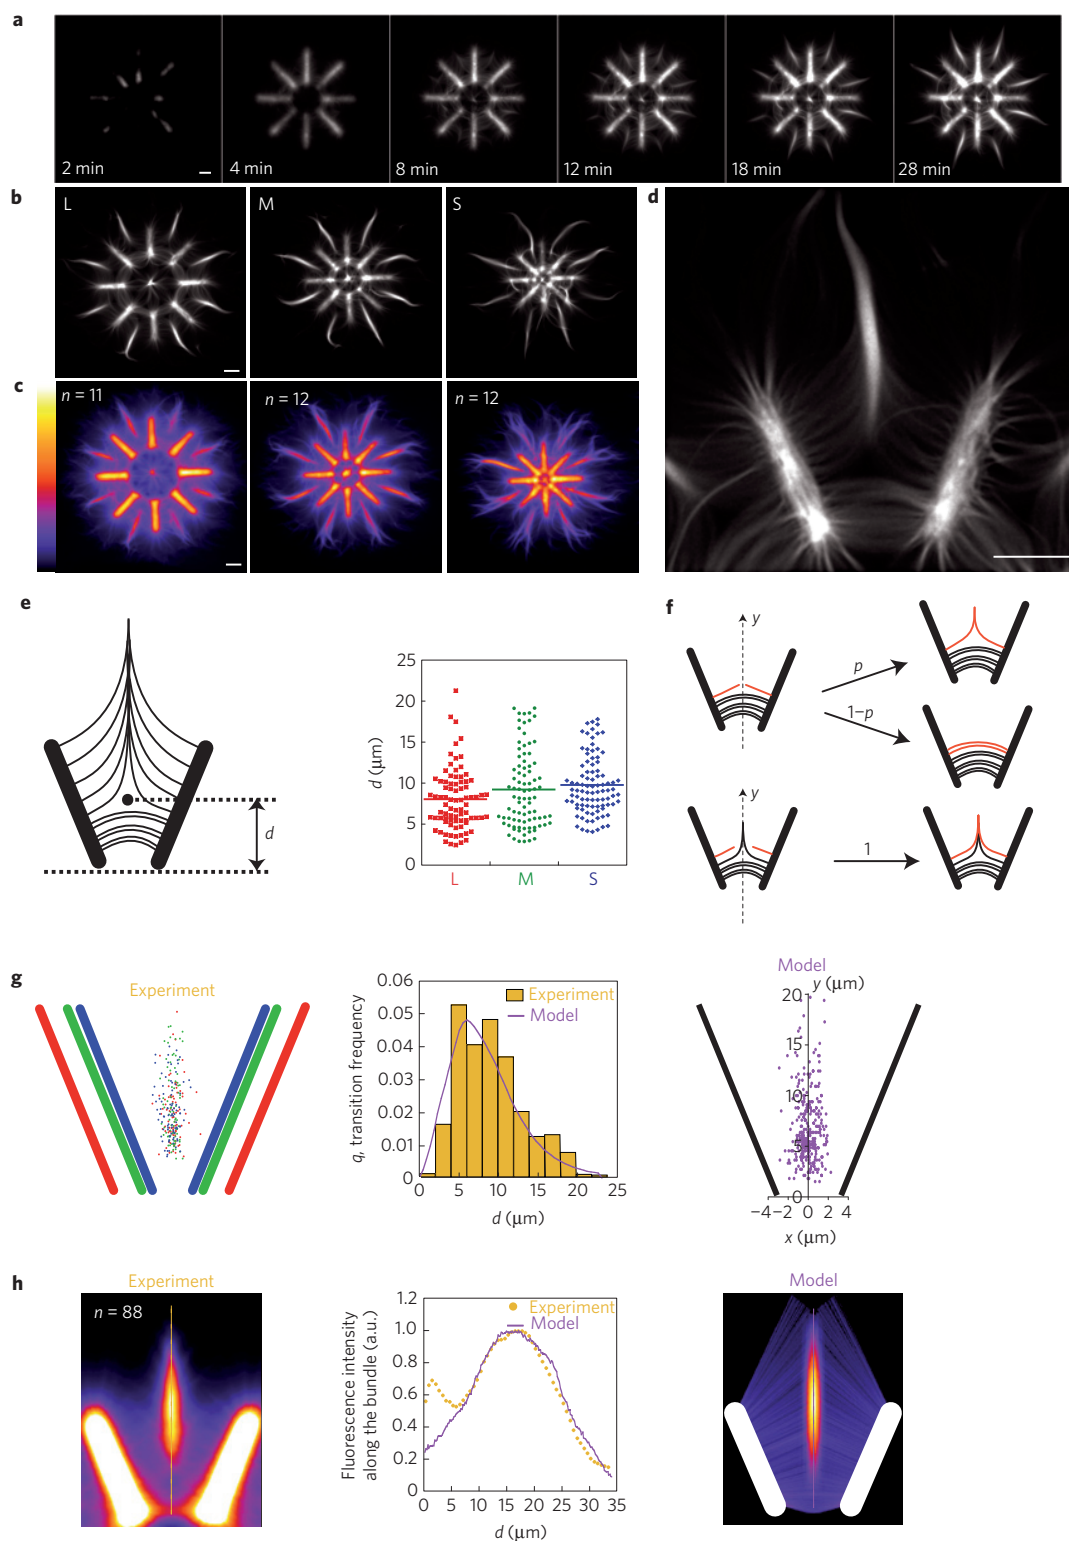 a
2 min
4 min
8 min
12 min
18 min
28 min
b
L
M
S
d
c
n = 11
n = 12
n = 12
e
d
25
20
15
10
5
0
d (μm)
L
M
S
f
y
p
1−p
y
1
g
Experiment
0.06
0.05
0.04
0.03
0.02
0.01
0
q, transition frequency
Experiment
Model
0 5 10 15 20 25
d (μm)
Model
y (μm)
20
15
10
5
0
−4 −2 0 2 4
x (μm)
h
Experiment
n = 88
1.2
1.0
0.8
0.6
0.4
0.2
0
Fluorescence intensity
along the bundle (a.u.)
Experiment
Model
0 5 10 15 20 25 30 35
d (μm)
Model